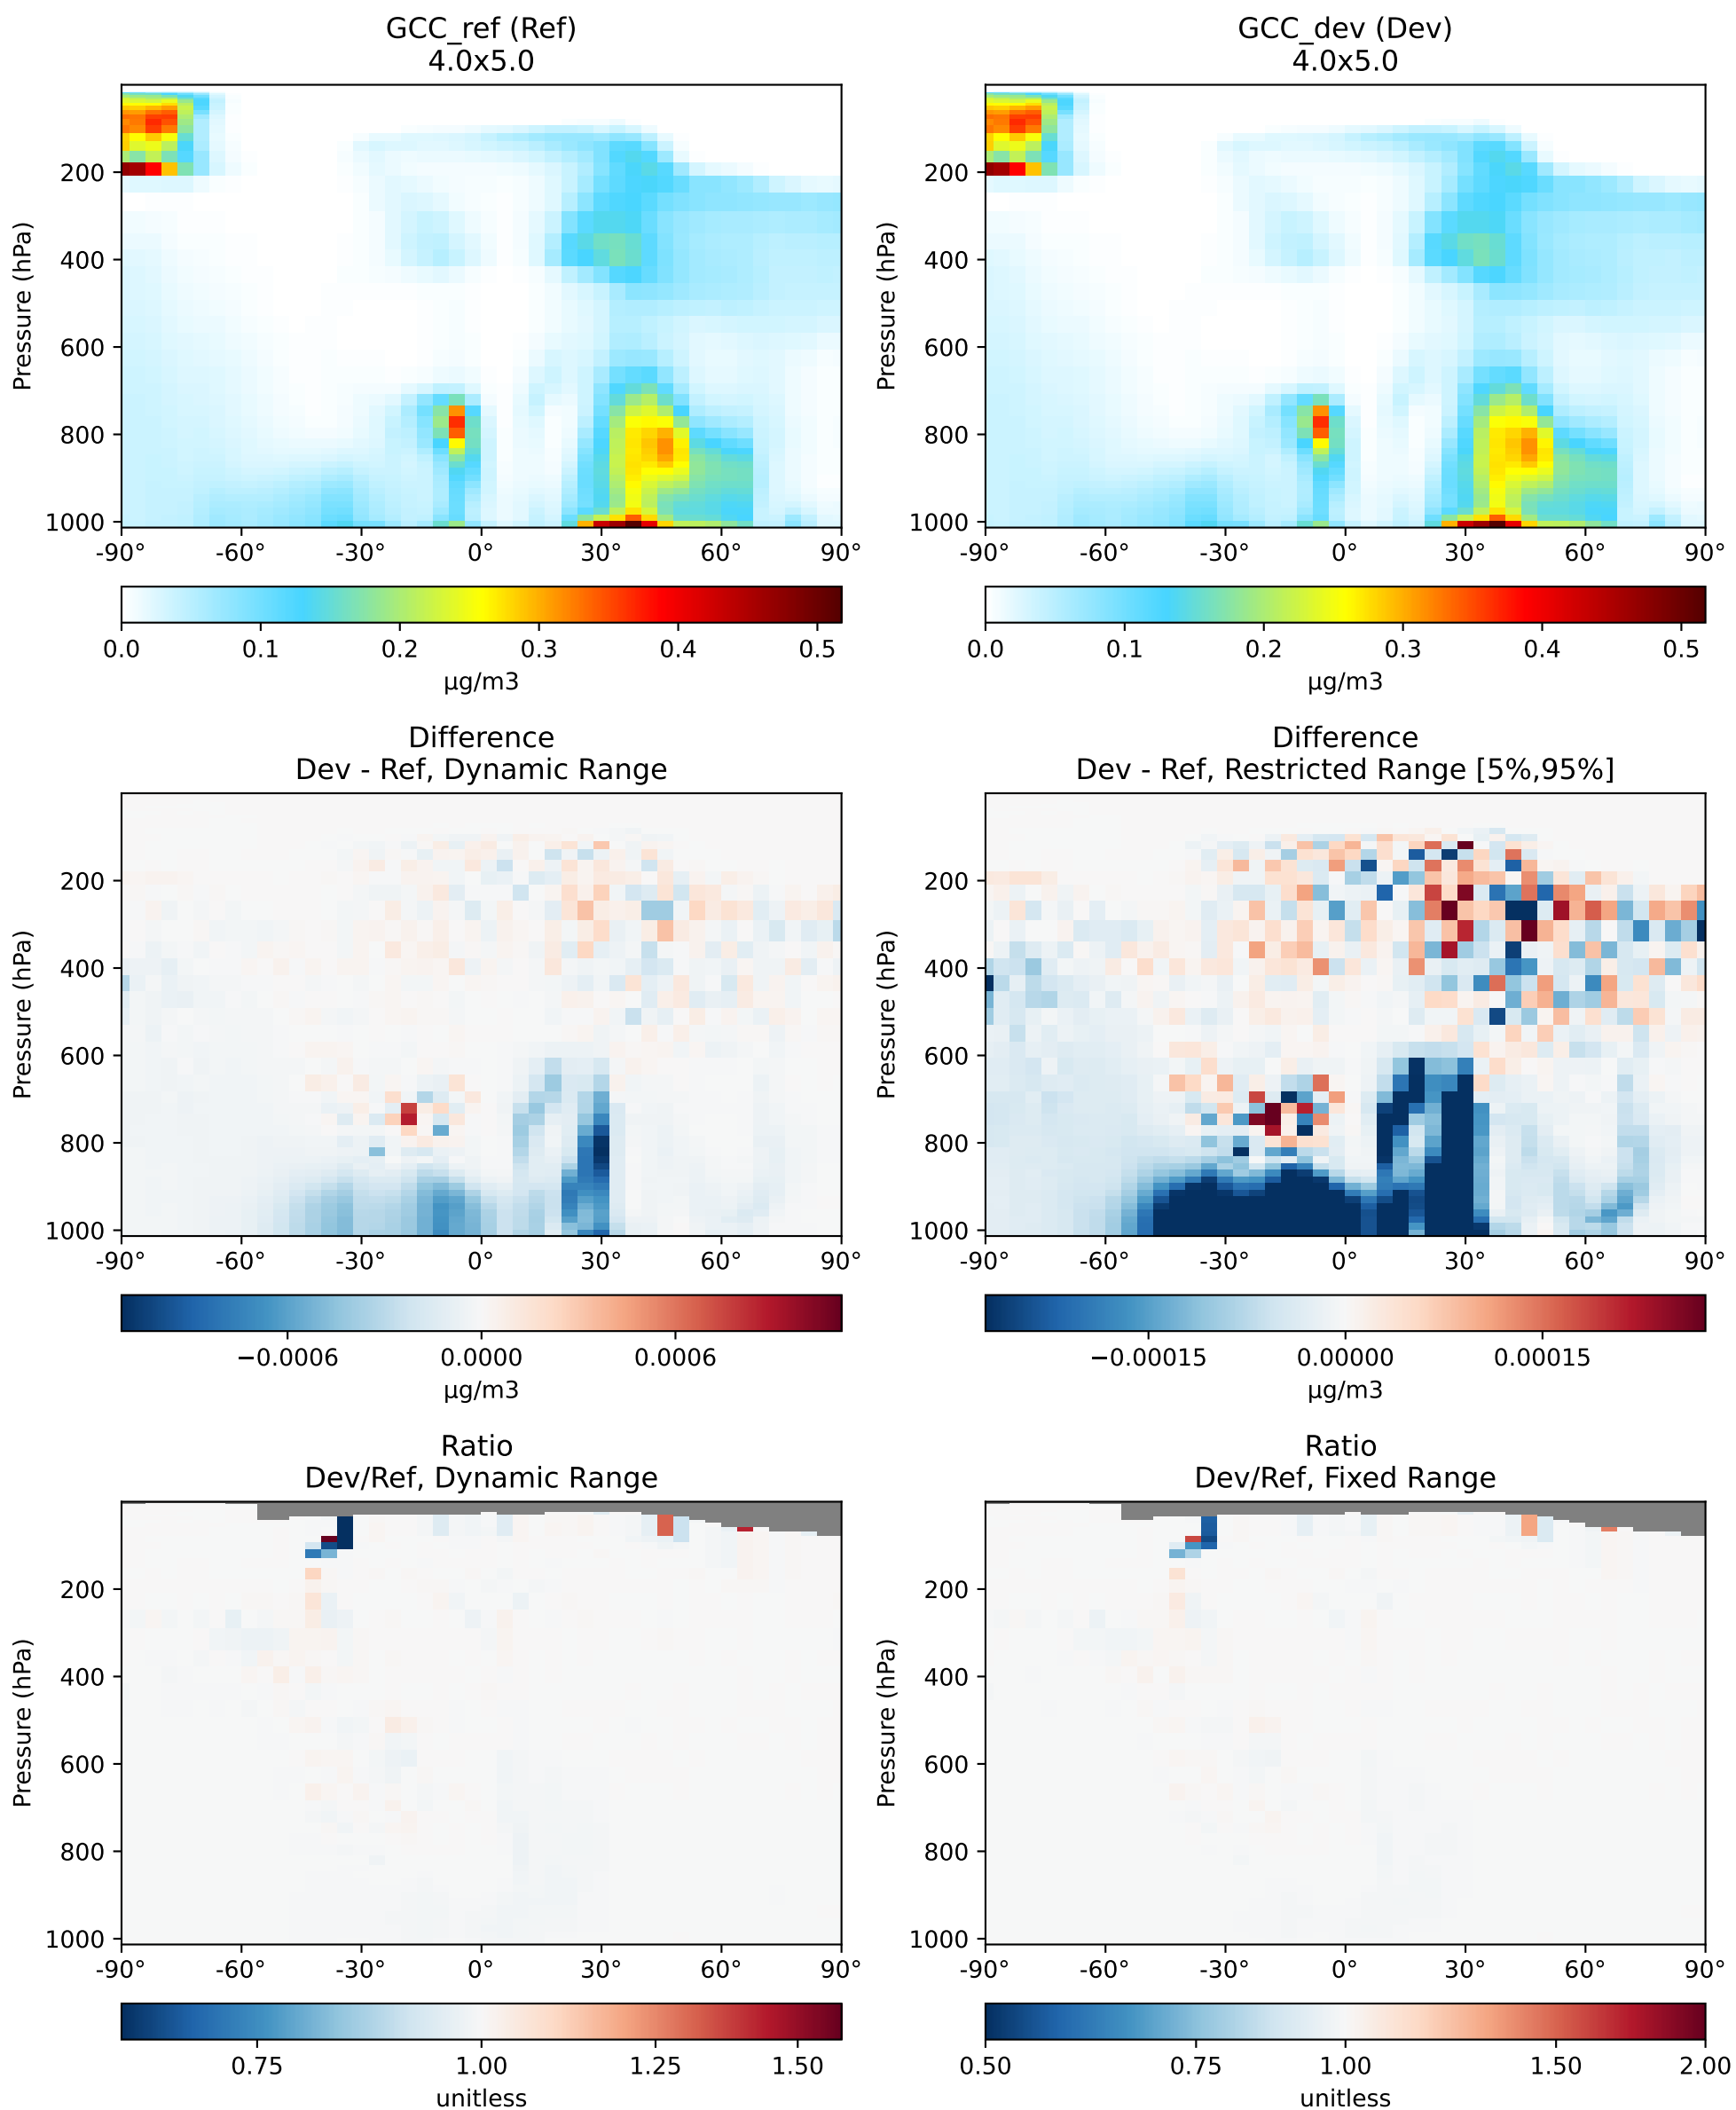 GCC_ref (Ref)
4.0x5.0
GCC_dev (Dev)
4.0x5.0
Pressure (hPa)
200
400
600
800
1000
-90° -60° -30° 0° 30° 60° 90°
0.0 0.1 0.2 0.3 0.4 0.5
μg/m3
Pressure (hPa)
200
400
600
800
1000
-90° -60° -30° 0° 30° 60° 90°
0.0 0.1 0.2 0.3 0.4 0.5
μg/m3
Difference
Dev - Ref, Dynamic Range
Difference
Dev - Ref, Restricted Range [5%,95%]
Pressure (hPa)
200
400
600
800
1000
-90° -60° -30° 0° 30° 60° 90°
−0.0006 0.0000 0.0006
μg/m3
Pressure (hPa)
200
400
600
800
1000
-90° -60° -30° 0° 30° 60° 90°
−0.00015 0.00000 0.00015
μg/m3
Ratio
Dev/Ref, Dynamic Range
Ratio
Dev/Ref, Fixed Range
Pressure (hPa)
200
400
600
800
1000
-90° -60° -30° 0° 30° 60° 90°
0.75 1.00 1.25 1.50
unitless
Pressure (hPa)
200
400
600
800
1000
-90° -60° -30° 0° 30° 60° 90°
0.50 0.75 1.00 1.50 2.00
unitless